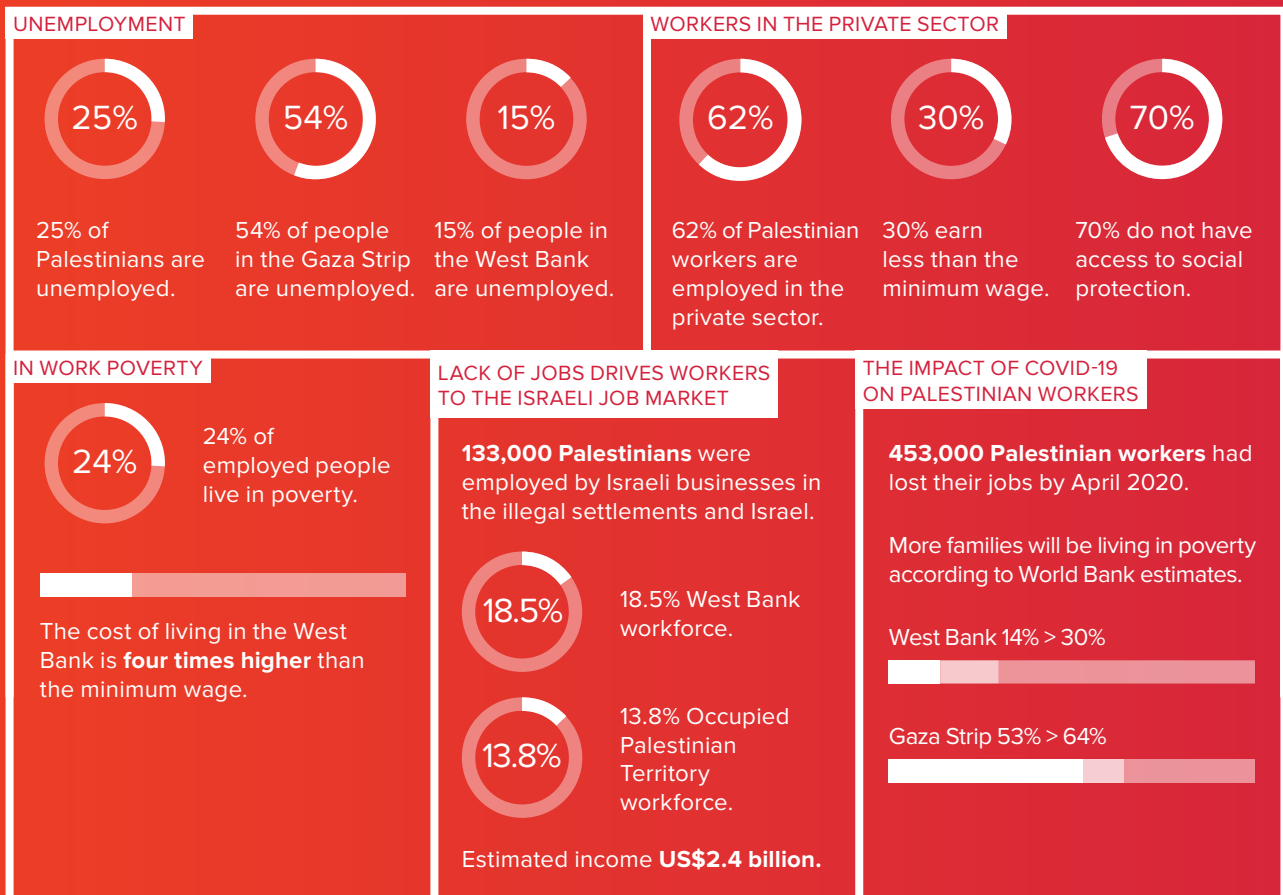 UNEMPLOYMENT
25%
54%
15%
25% of
Palestinians are
unemployed.
54% of people
in the Gaza Strip
are unemployed.
15% of people in
the West Bank
are unemployed.
WORKERS IN THE PRIVATE SECTOR
62%
30%
70%
62% of Palestinian
workers are
employed in the
private sector.
30% earn
less than the
minimum wage.
70% do not have
access to social
protection.
IN WORK POVERTY
24%
24% of
employed people
live in poverty.
The cost of living in the West
Bank is four times higher than
the minimum wage.
LACK OF JOBS DRIVES WORKERS
TO THE ISRAELI JOB MARKET
133,000 Palestinians were
employed by Israeli businesses in
the illegal settlements and Israel.
18.5%
18.5% West Bank
workforce.
13.8%
13.8% Occupied
Palestinian
Territory
workforce.
Estimated income US$2.4 billion.
THE IMPACT OF COVID-19
ON PALESTINIAN WORKERS
453,000 Palestinian workers had
lost their jobs by April 2020.
More families will be living in poverty
according to World Bank estimates.
West Bank 14% > 30%
Gaza Strip 53% > 64%